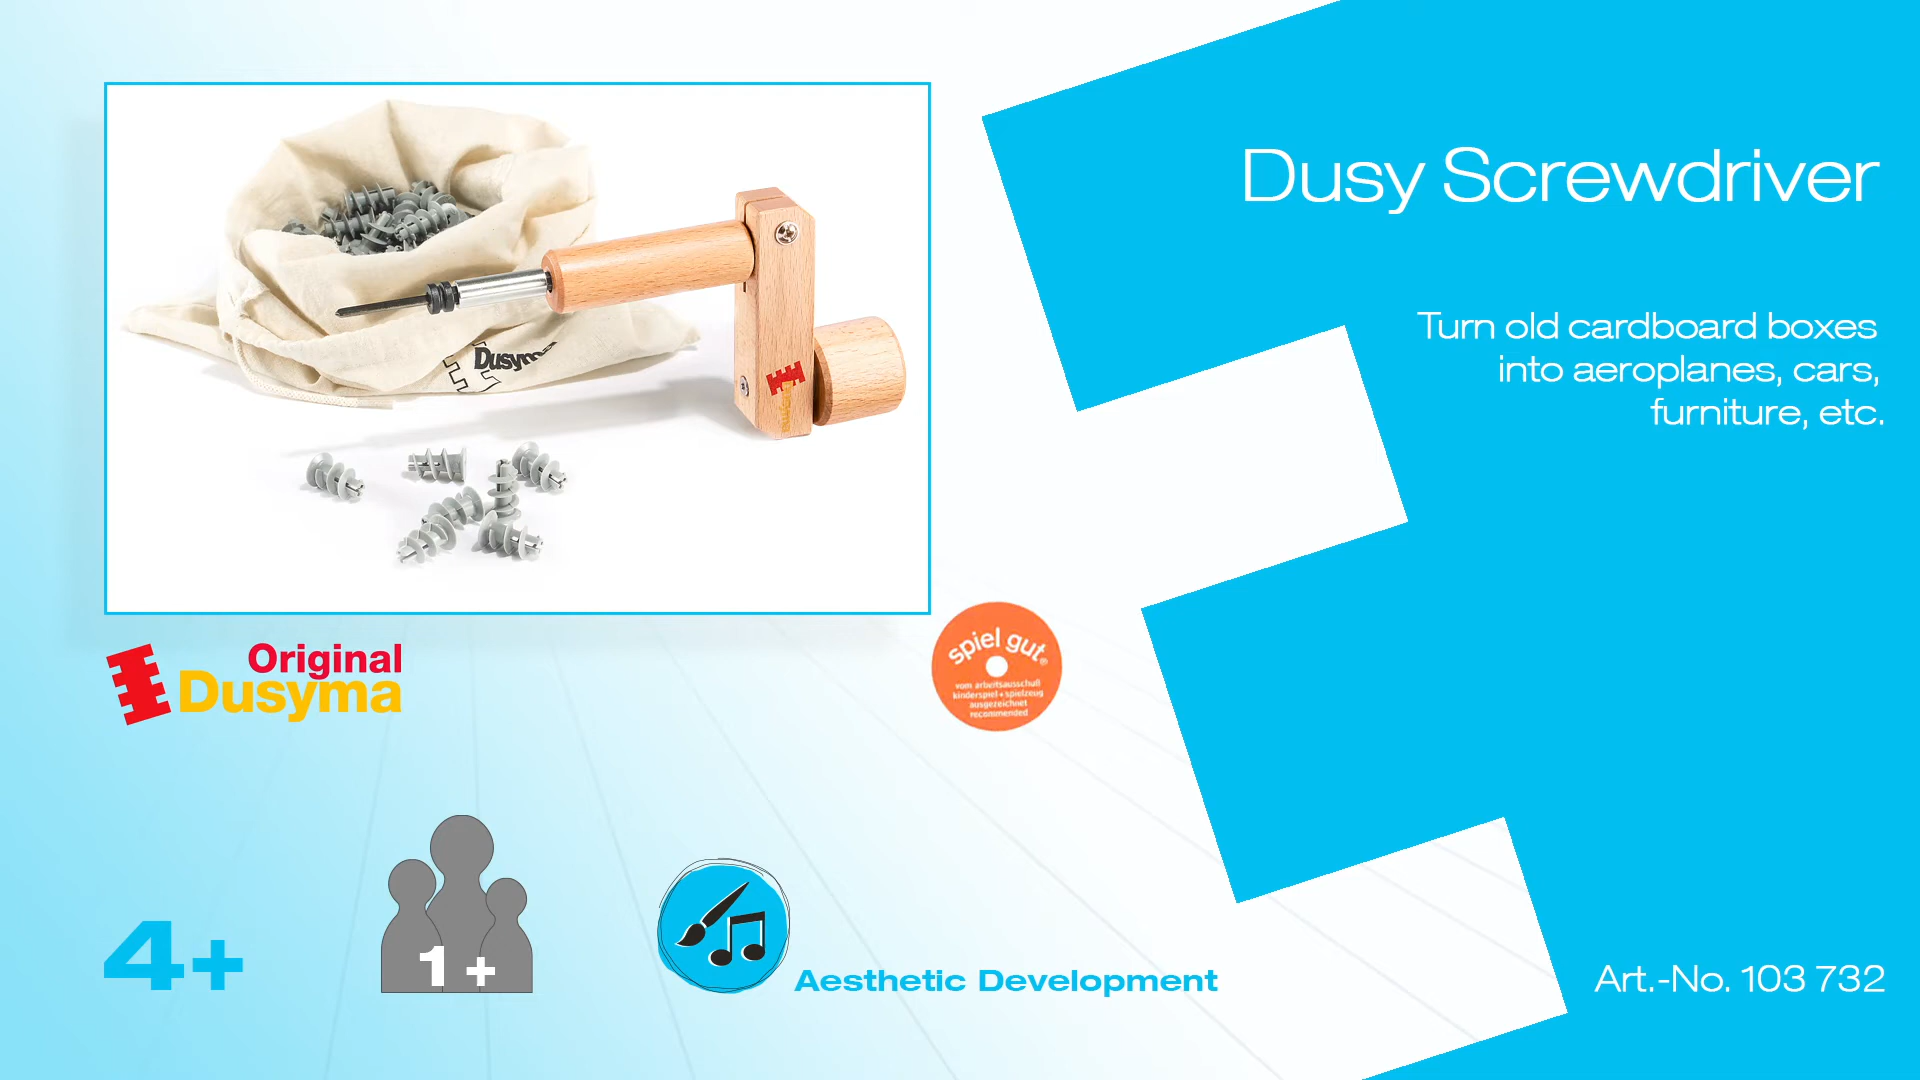 Dusy Screwdriver
Turn old cardboard boxes
into aeroplanes, cars,
furniture, etc.
Dusyma
Original
Dusyma
spiel gut®
vom arbeitsausschuß
kinderspiel + spielzeug
ausgezeichnet
recommended
4+
1 +
Aesthetic Development
Art.-No. 103 732